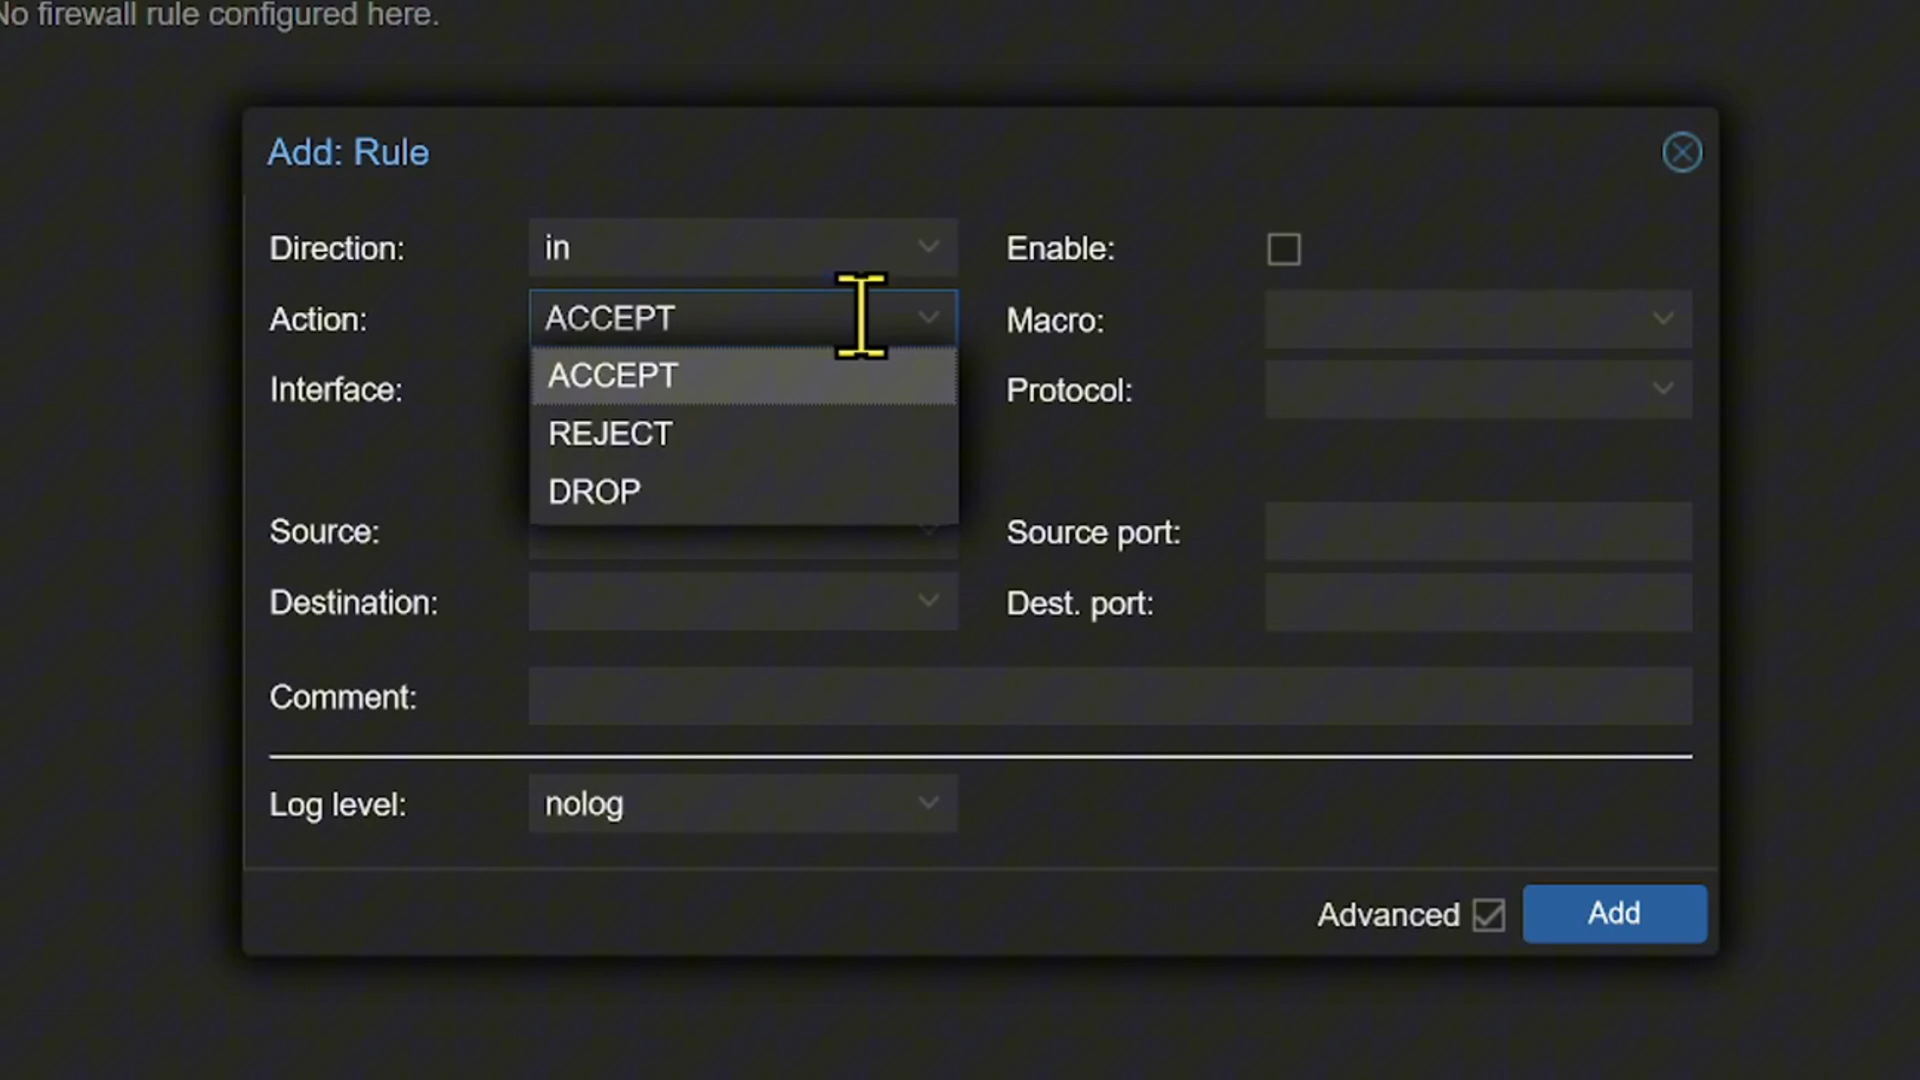 No firewall rule configured here.
Add: Rule
Direction: in Enable:
Action: ACCEPT Macro:
ACCEPT
Interface: Protocol:
REJECT
DROP
Source: Source port:
Destination: Dest. port:
Comment:
Log level: nolog
Advanced Add